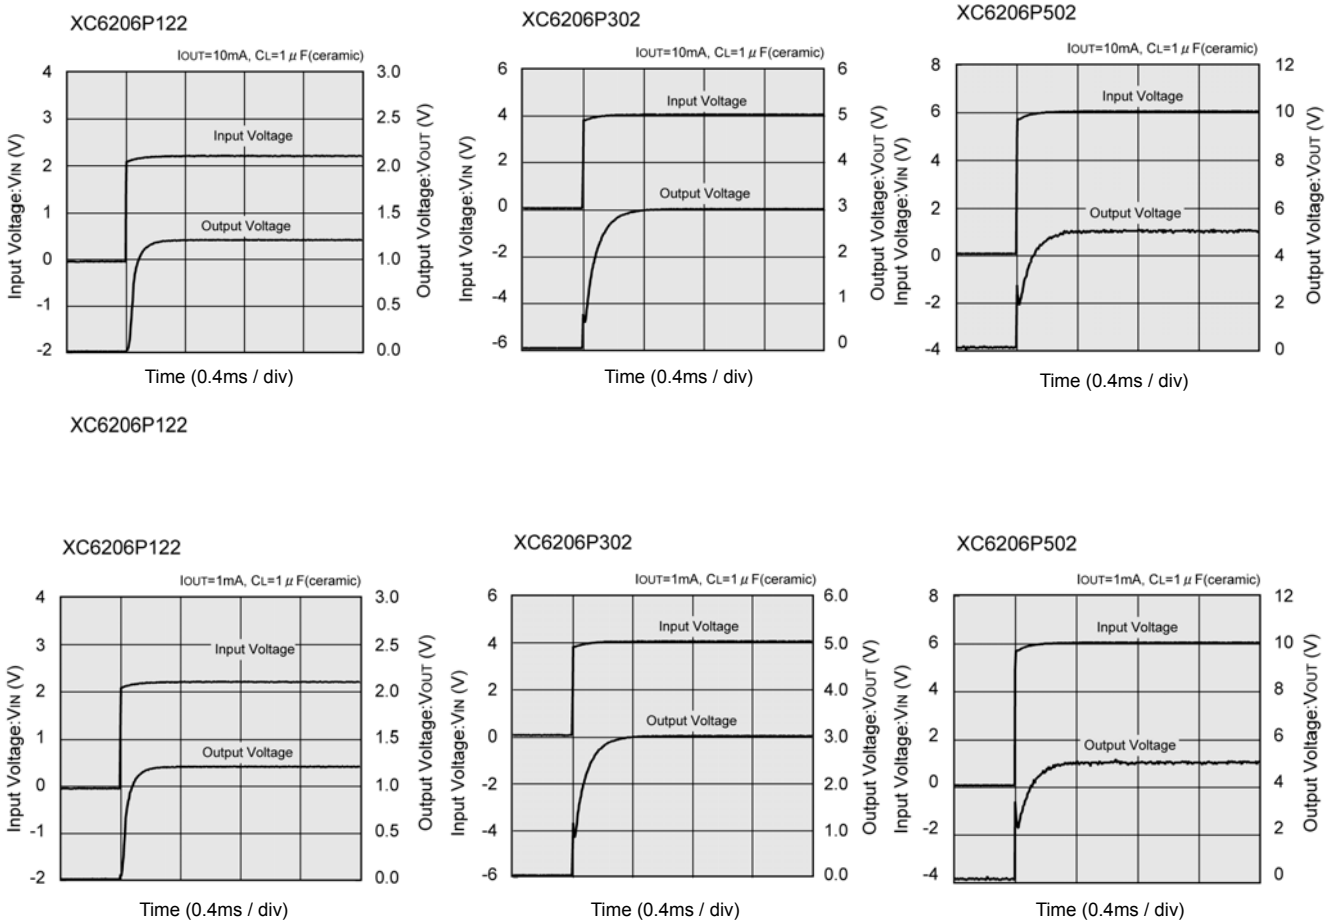 XC6206P122
IOUT=10mA, CL=1 μ F(ceramic)
Input Voltage:VIN (V)
4
3
2
1
0
-1
-2
Input Voltage
Output Voltage
3.0
2.5
2.0
1.5
1.0
0.5
0.0
Output Voltage:VOUT (V)
Time (0.4ms / div)
XC6206P302
IOUT=10mA, CL=1 μ F(ceramic)
Input Voltage:VIN (V)
6
4
2
0
-2
-4
-6
Input Voltage
Output Voltage
6
5
4
3
2
1
0
Output Voltage:VOUT (V)
Time (0.4ms / div)
XC6206P502
IOUT=10mA, CL=1 μ F(ceramic)
Input Voltage:VIN (V)
8
6
4
2
0
-2
-4
Input Voltage
Output Voltage
12
10
8
6
4
2
0
Output Voltage:VOUT (V)
Time (0.4ms / div)
XC6206P122
XC6206P122
IOUT=1mA, CL=1 μ F(ceramic)
Input Voltage:VIN (V)
4
3
2
1
0
-1
-2
Input Voltage
Output Voltage
3.0
2.5
2.0
1.5
1.0
0.5
0.0
Output Voltage:VOUT (V)
Time (0.4ms / div)
XC6206P302
IOUT=1mA, CL=1 μ F(ceramic)
Input Voltage:VIN (V)
6
4
2
0
-2
-4
-6
Input Voltage
Output Voltage
6.0
5.0
4.0
3.0
2.0
1.0
0.0
Output Voltage:VOUT (V)
Time (0.4ms / div)
XC6206P502
IOUT=1mA, CL=1 μ F(ceramic)
Input Voltage:VIN (V)
8
6
4
2
0
-2
-4
Input Voltage
Output Voltage
12
10
8
6
4
2
0
Output Voltage:VOUT (V)
Time (0.4ms / div)